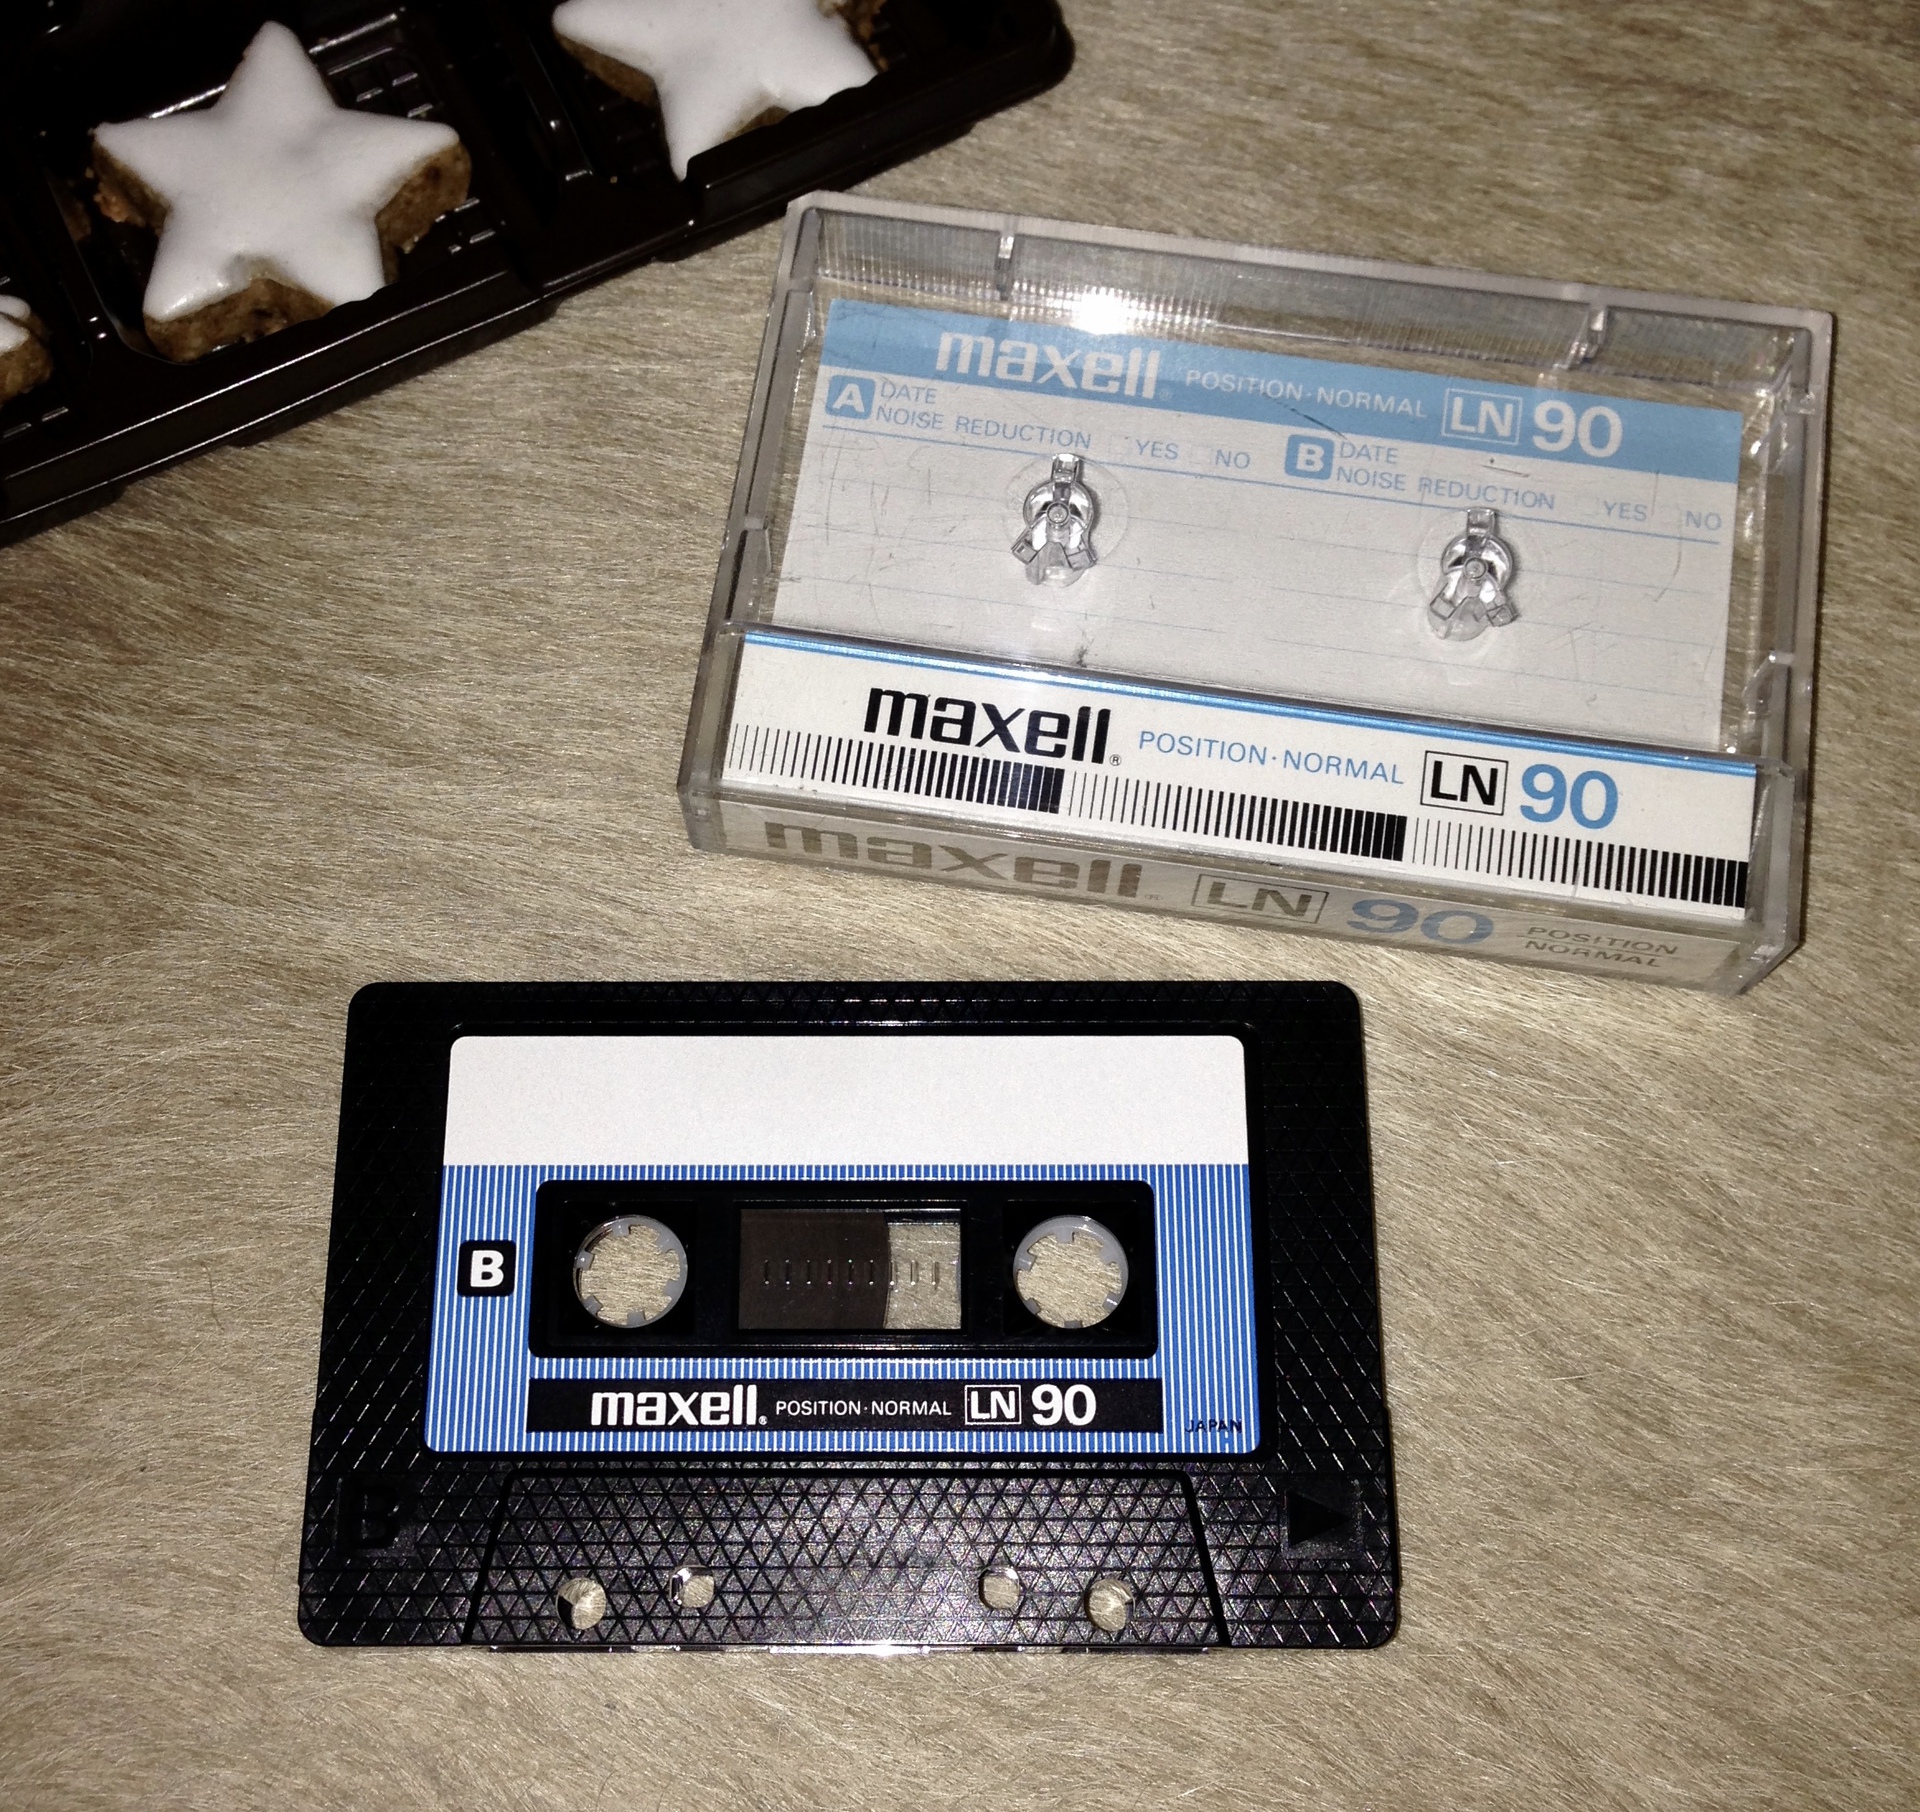 maxell® POSITION·NORMAL LN 90
A DATE
NOISE REDUCTION YES NO
B DATE
NOISE REDUCTION YES NO
maxell® POSITION·NORMAL LN 90
maxell® LN 90 POSITION
NORMAL
B
maxell® POSITION·NORMAL LN 90
JAPAN
H
B